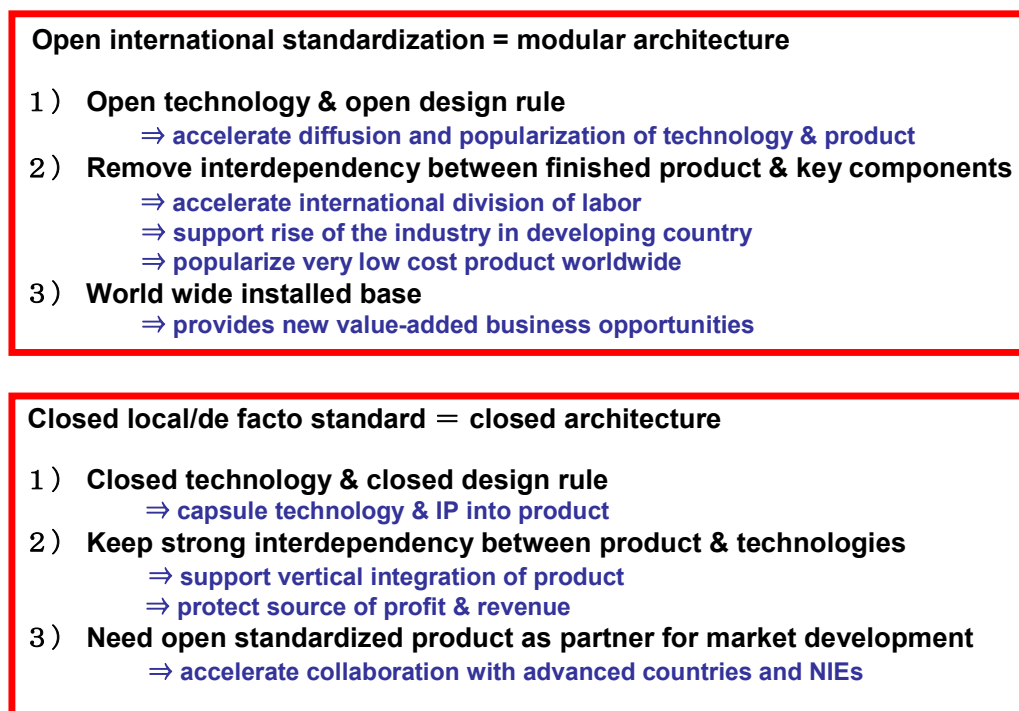 Open international standardization = modular architecture
１） Open technology & open design rule
⇒ accelerate diffusion and popularization of technology & product
２） Remove interdependency between finished product & key components
⇒ accelerate international division of labor
⇒ support rise of the industry in developing country
⇒ popularize very low cost product worldwide
３） World wide installed base
⇒ provides new value-added business opportunities
Closed local/de facto standard ＝ closed architecture
１） Closed technology & closed design rule
⇒ capsule technology & IP into product
２） Keep strong interdependency between product & technologies
⇒ support vertical integration of product
⇒ protect source of profit & revenue
３） Need open standardized product as partner for market development
⇒ accelerate collaboration with advanced countries and NIEs